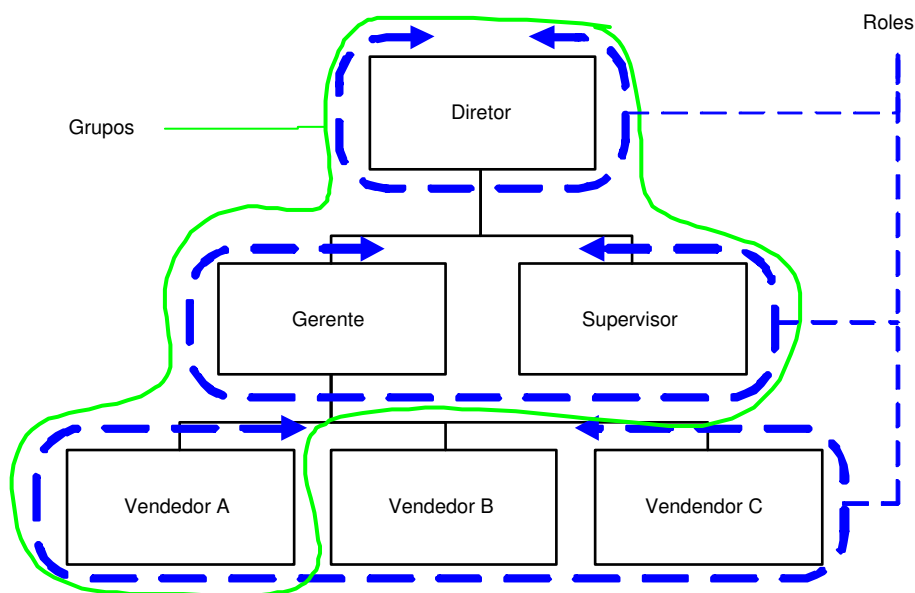 Roles
Diretor
Grupos
Gerente
Supervisor
Vendedor A
Vendedor B
Vendendor C